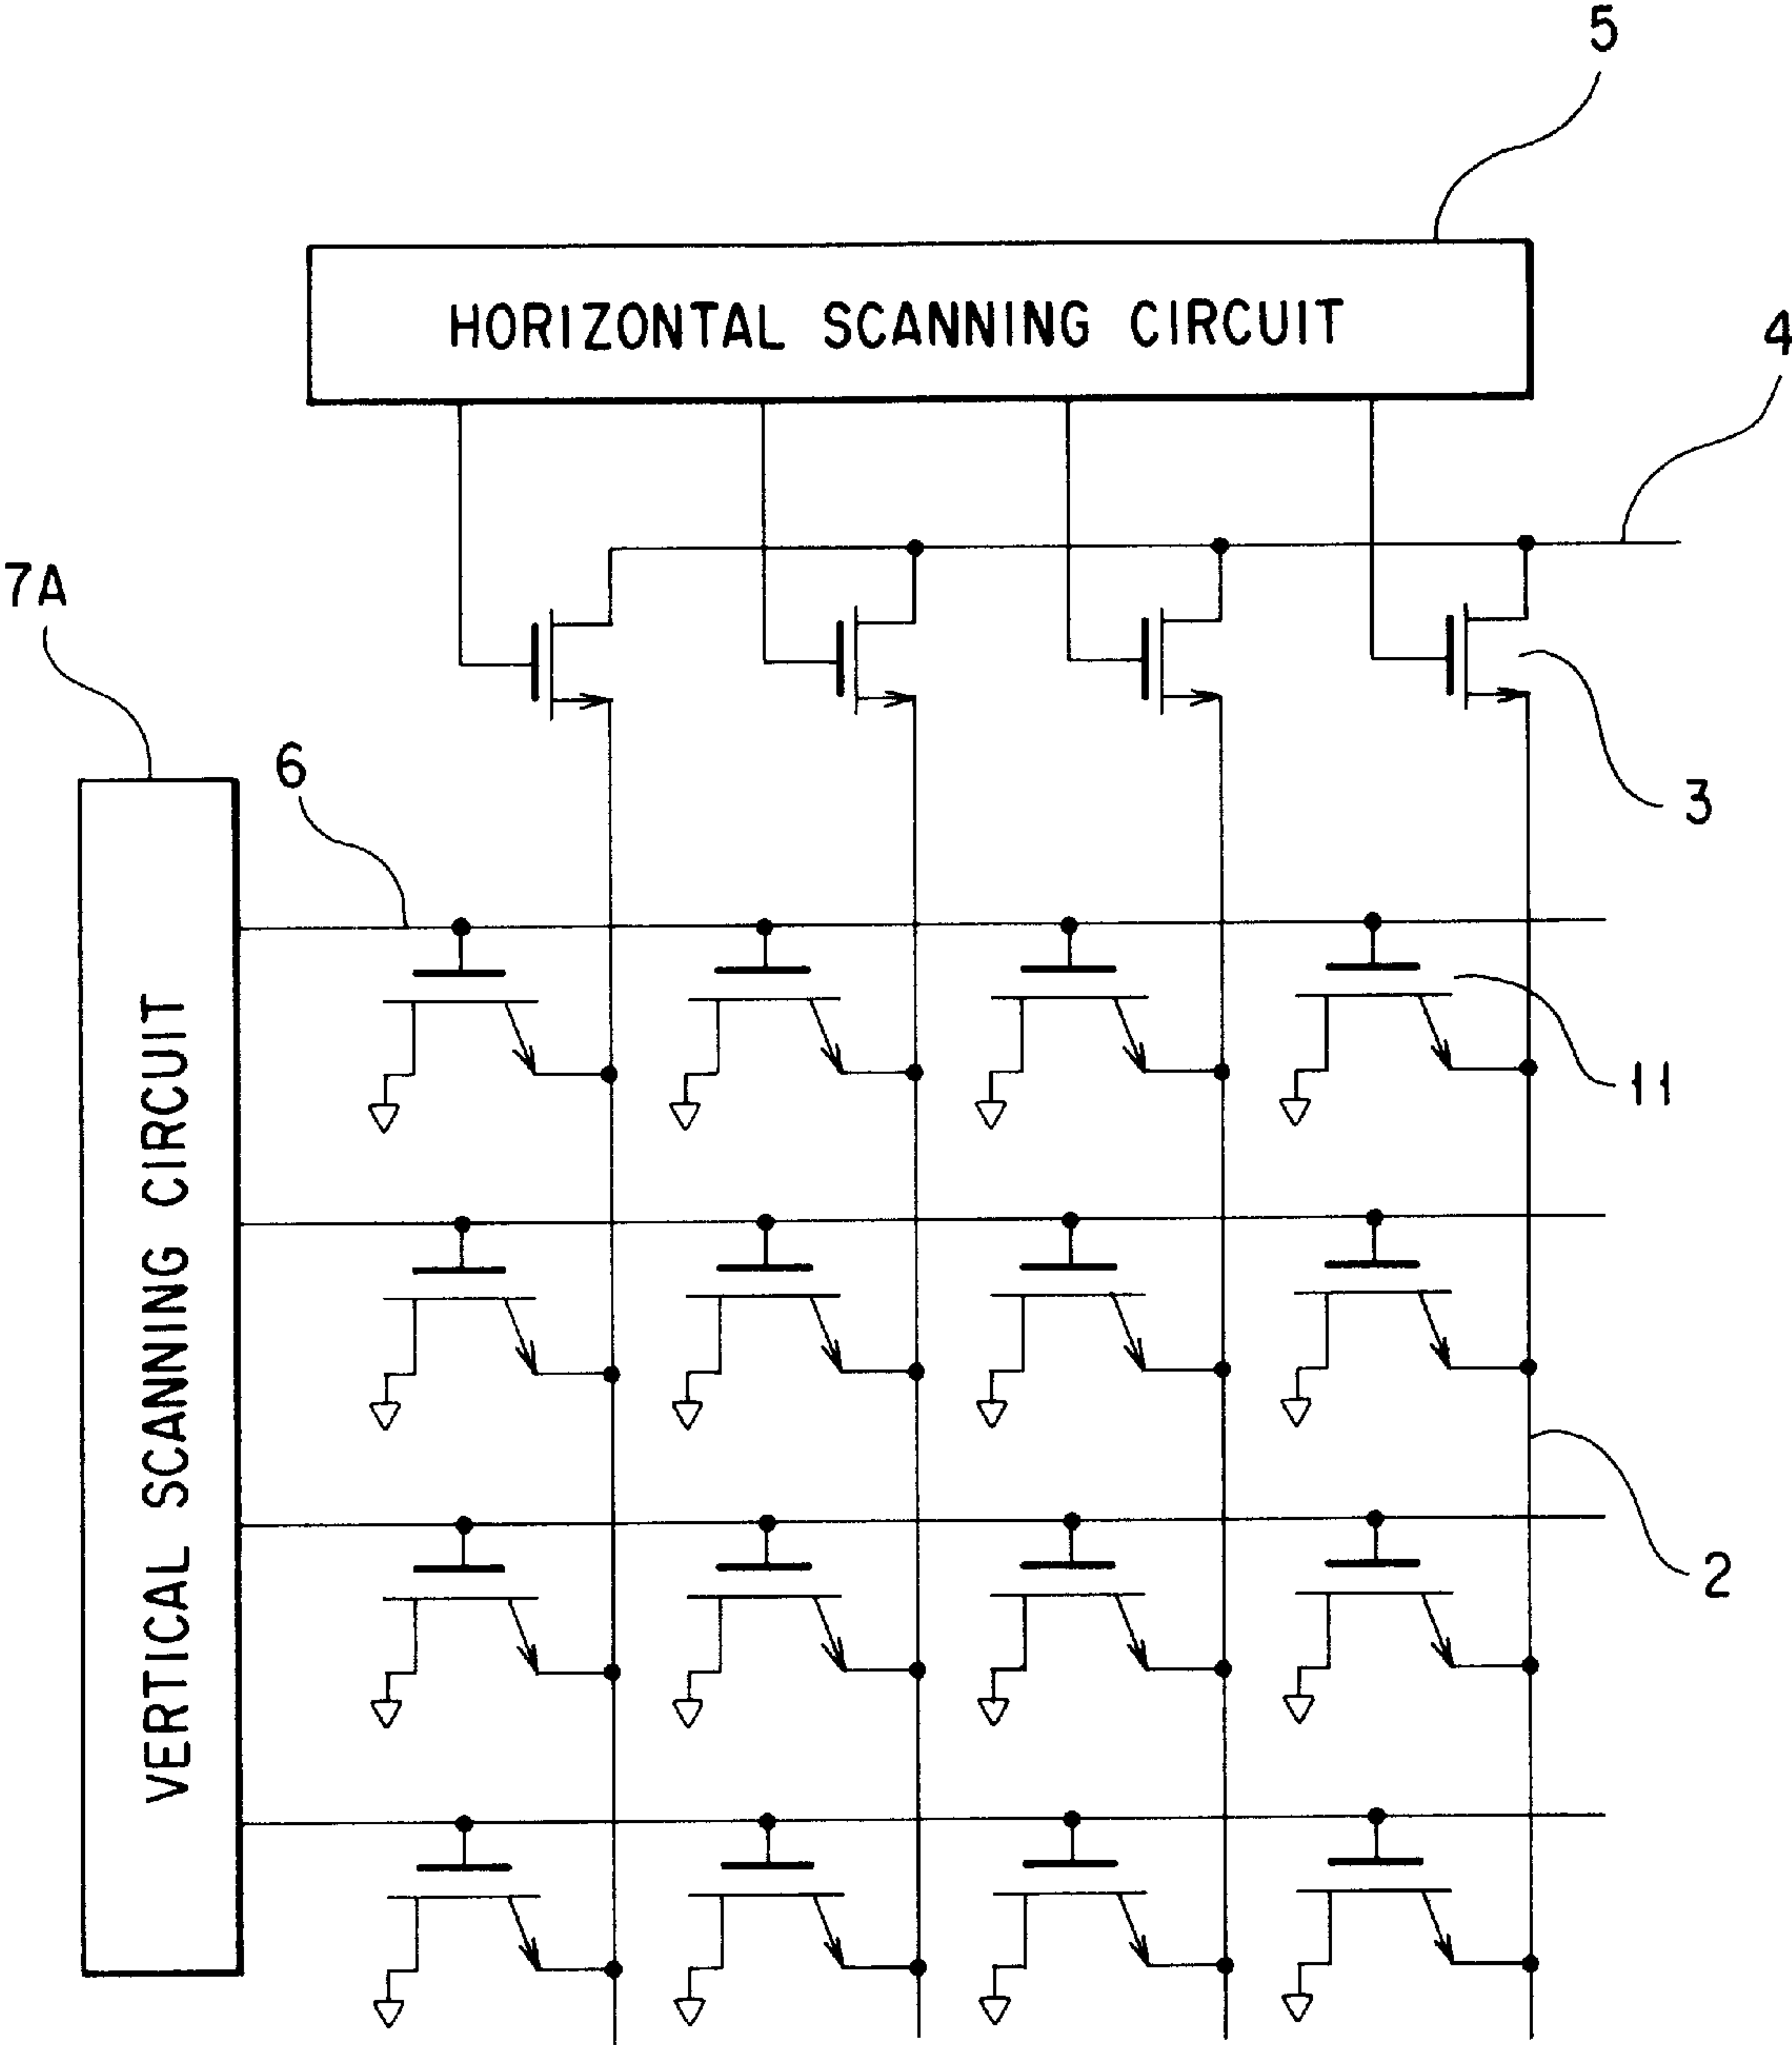 5
HORIZONTAL SCANNING CIRCUIT
4
7A
6
3
11
VERTICAL SCANNING CIRCUIT
2